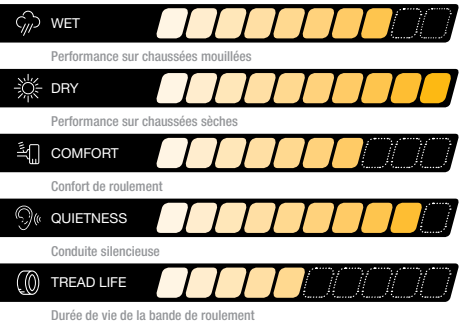 WET
Performance sur chaussées mouillées
DRY
Performance sur chaussées sèches
COMFORT
Confort de roulement
QUIETNESS
Conduite silencieuse
TREAD LIFE
Durée de vie de la bande de roulement